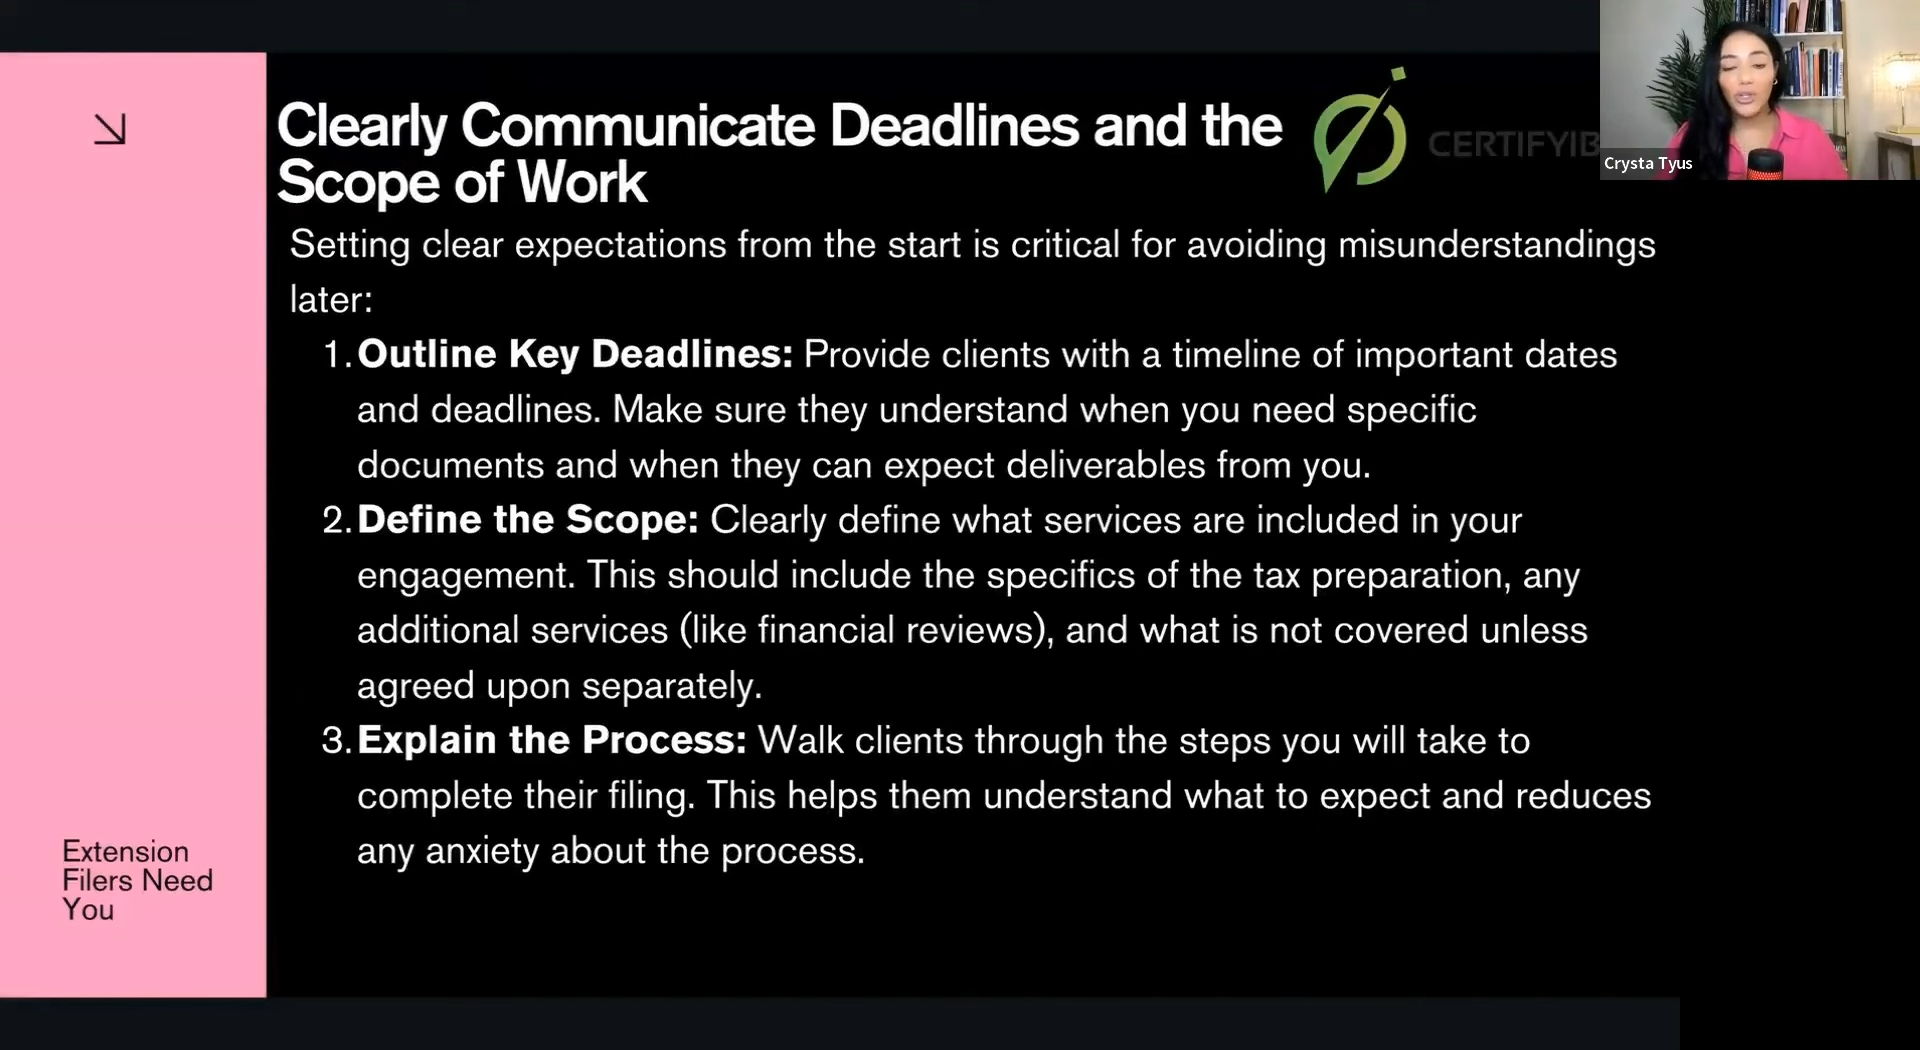 Clearly Communicate Deadlines and the
Scope of Work
CERTIFYIB
Crysta Tyus
Setting clear expectations from the start is critical for avoiding misunderstandings
later:
1. Outline Key Deadlines: Provide clients with a timeline of important dates
and deadlines. Make sure they understand when you need specific
documents and when they can expect deliverables from you.
2. Define the Scope: Clearly define what services are included in your
engagement. This should include the specifics of the tax preparation, any
additional services (like financial reviews), and what is not covered unless
agreed upon separately.
3. Explain the Process: Walk clients through the steps you will take to
complete their filing. This helps them understand what to expect and reduces
any anxiety about the process.
Extension
Filers Need
You